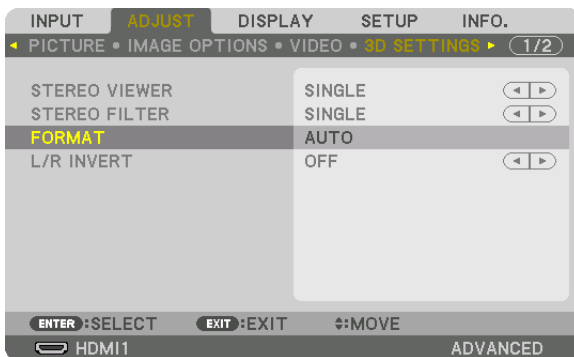 INPUT ADJUST DISPLAY SETUP INFO.
PICTURE • IMAGE OPTIONS • VIDEO • 3D SETTINGS 1/2
STEREO VIEWER SINGLE
STEREO FILTER SINGLE
FORMAT AUTO
L/R INVERT OFF
ENTER :SELECT EXIT :EXIT :MOVE
HDMI1 ADVANCED